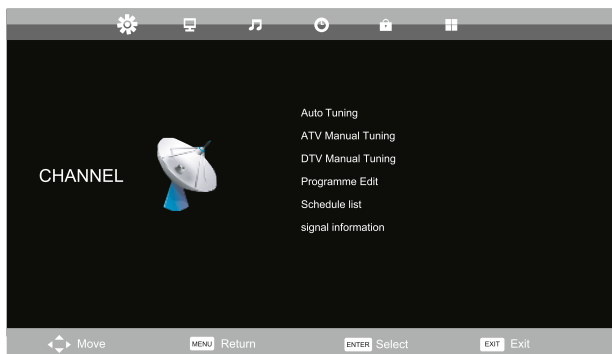 Auto Tuning
ATV Manual Tuning
DTV Manual Tuning
CHANNEL
Programme Edit
Schedule list
signal information
Move MENU Return ENTER Select EXIT Exit